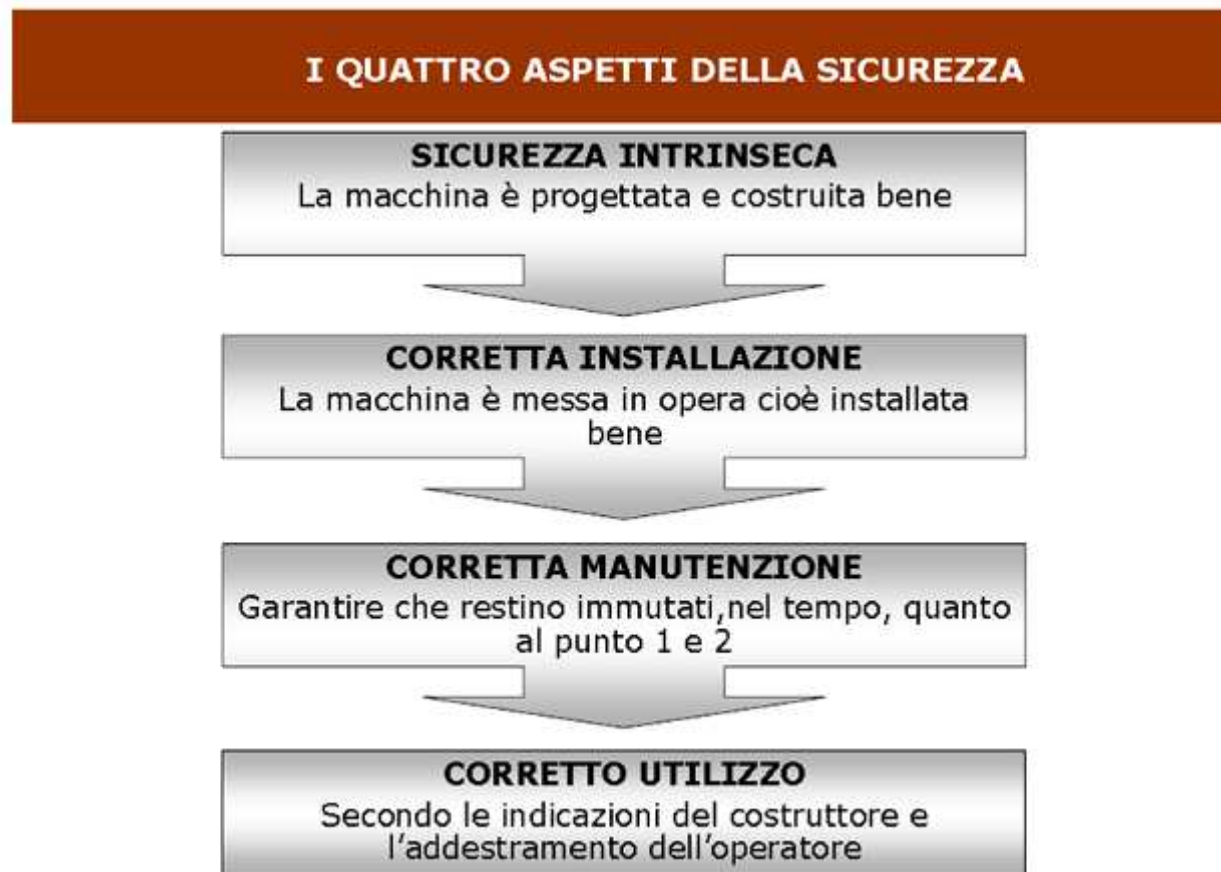 I QUATTRO ASPETTI DELLA SICUREZZA
SICUREZZA INTRINSECA
La macchina è progettata e costruita bene
CORRETTA INSTALLAZIONE
La macchina è messa in opera cioè installata
bene
CORRETTA MANUTENZIONE
Garantire che restino immutati,nel tempo, quanto
al punto 1 e 2
CORRETTO UTILIZZO
Secondo le indicazioni del costruttore e
l'addestramento dell'operatore